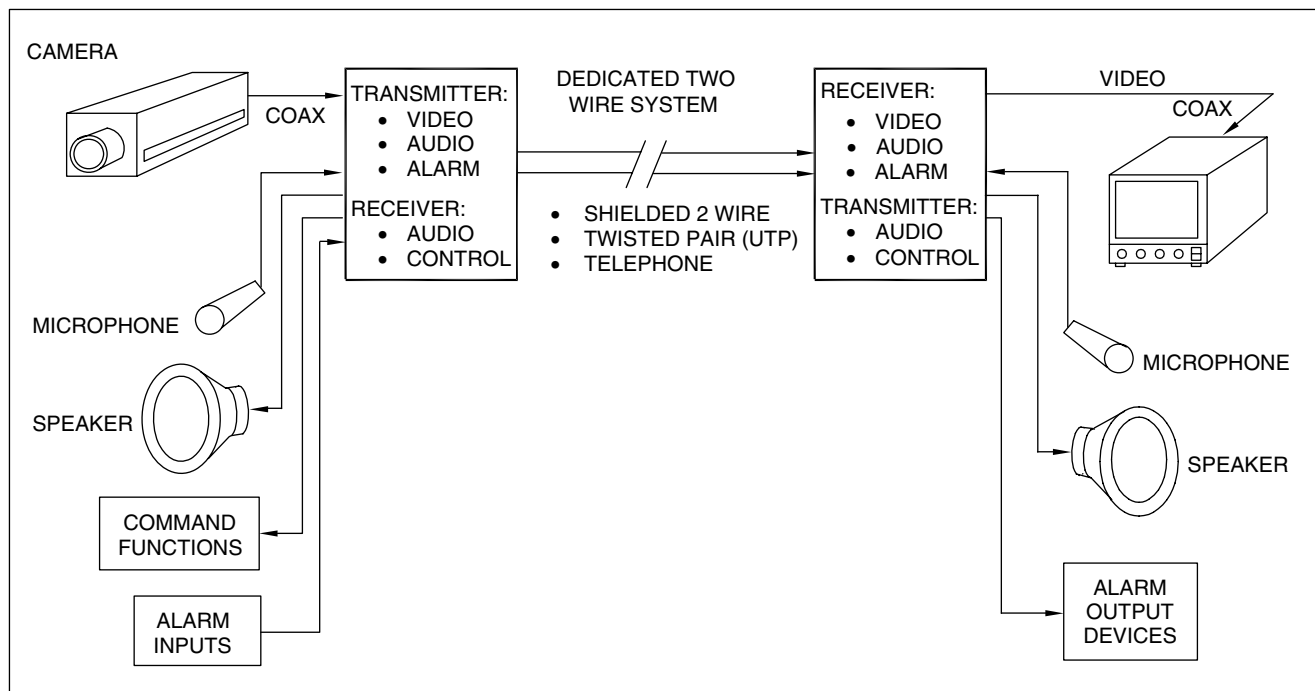 CAMERA
COAX
TRANSMITTER:
• VIDEO
• AUDIO
• ALARM
RECEIVER:
• AUDIO
• CONTROL
MICROPHONE
SPEAKER
COMMAND
FUNCTIONS
ALARM
INPUTS
DEDICATED TWO
WIRE SYSTEM
• SHIELDED 2 WIRE
• TWISTED PAIR (UTP)
• TELEPHONE
RECEIVER:
• VIDEO
• AUDIO
• ALARM
TRANSMITTER:
• AUDIO
• CONTROL
VIDEO
COAX
MICROPHONE
SPEAKER
ALARM
OUTPUT
DEVICES